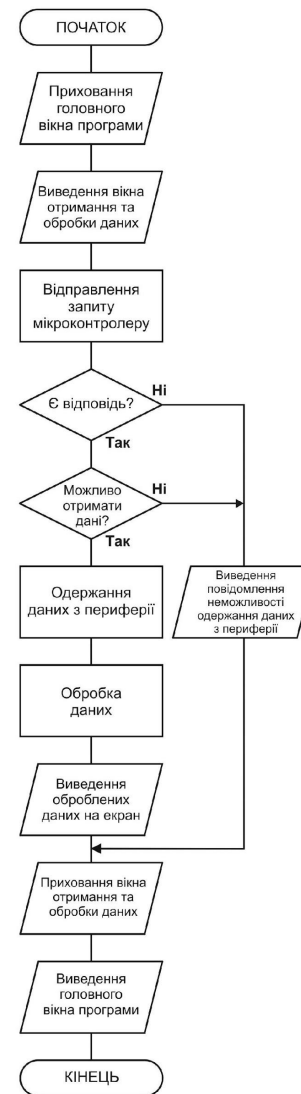 ПОЧАТОК
Приховання
головного
вікна програми
Виведення вікна
отримання та
обробки даних
Відправлення
запиту
мікроконтролеру
Є відповідь?
Ні
Так
Можливо
отримати
дані?
Ні
Так
Одержання
даних з периферії
Виведення
повідомлення
неможливості
одержання даних
з периферії
Обробка
даних
Виведення
оброблених
даних на екран
Приховання вікна
отримання та
обробки даних
Виведення
головного
вікна програми
КІНЕЦЬ